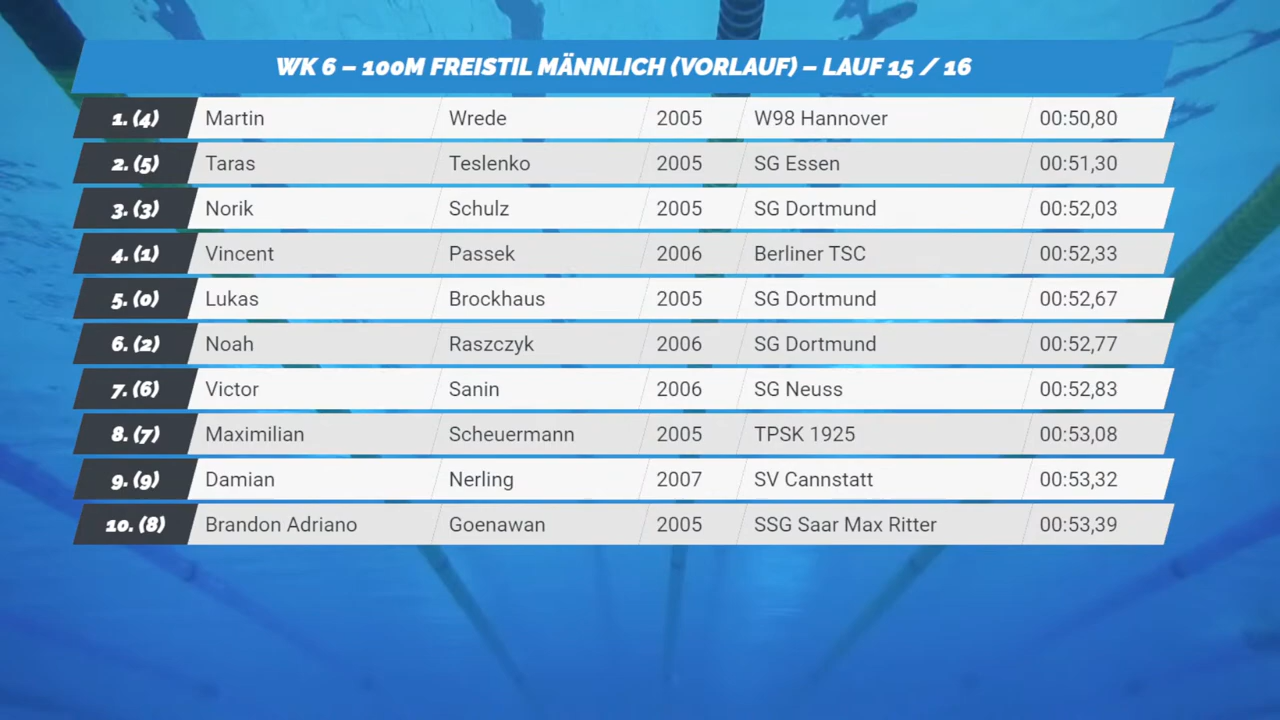 WK 6 – 100M FREISTIL MÄNNLICH (VORLAUF) – LAUF 15 / 16
1. (4) Martin Wrede 2005 W98 Hannover 00:50,80
2. (5) Taras Teslenko 2005 SG Essen 00:51,30
3. (3) Norik Schulz 2005 SG Dortmund 00:52,03
4. (1) Vincent Passek 2006 Berliner TSC 00:52,33
5. (0) Lukas Brockhaus 2005 SG Dortmund 00:52,67
6. (2) Noah Raszczyk 2006 SG Dortmund 00:52,77
7. (6) Victor Sanin 2006 SG Neuss 00:52,83
8. (7) Maximilian Scheuermann 2005 TPSK 1925 00:53,08
9. (9) Damian Nerling 2007 SV Cannstatt 00:53,32
10. (8) Brandon Adriano Goenawan 2005 SSG Saar Max Ritter 00:53,39